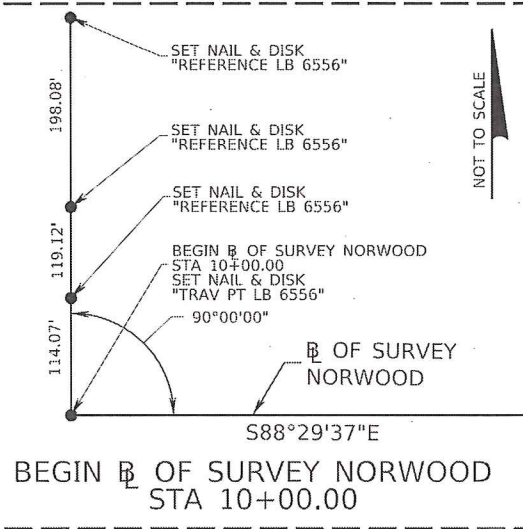 SET NAIL & DISK
"REFERENCE LB 6556"
198.08'
NOT TO SCALE
SET NAIL & DISK
"REFERENCE LB 6556"
SET NAIL & DISK
"REFERENCE LB 6556"
119.12'
BEGIN ⅊ OF SURVEY NORWOOD
STA 10+00.00
SET NAIL & DISK
"TRAV PT LB 6556"
90°00'00"
114.07'
BL OF SURVEY
NORWOOD
S88°29'37"E
BEGIN BL OF SURVEY NORWOOD
STA 10+00.00